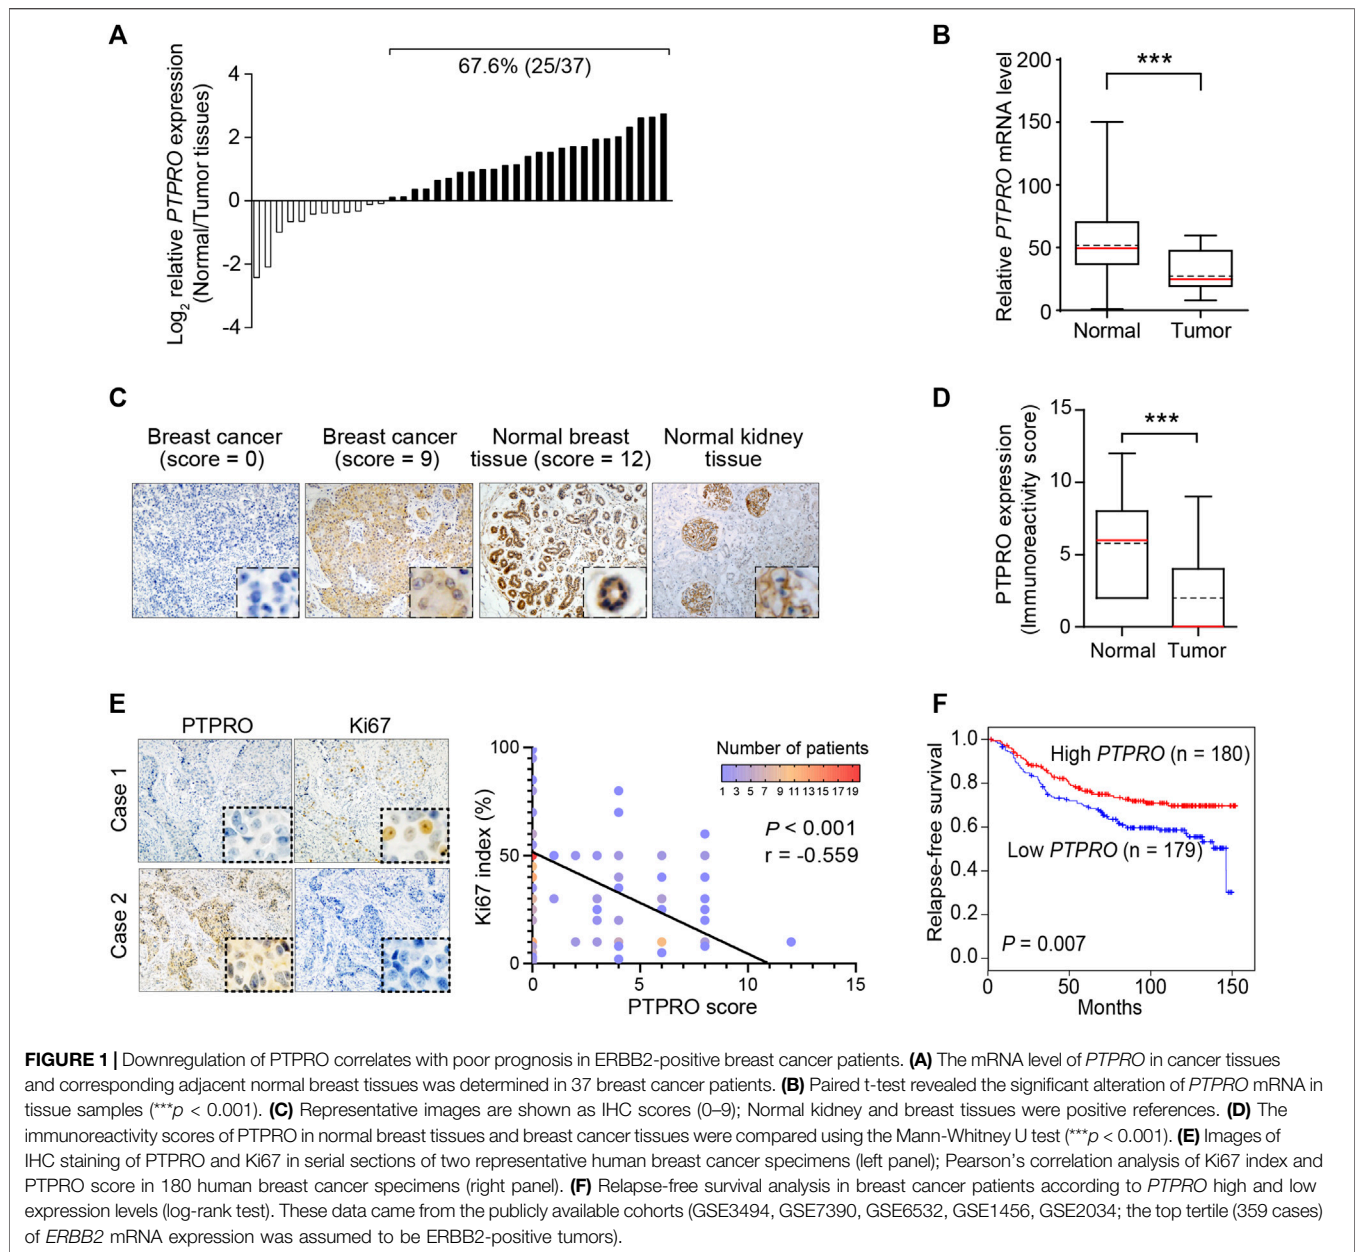 A
67.6% (25/37)
Log2 relative PTPRO expression
(Normal/Tumor tissues)
4
2
0
-2
-4
B
***
Relative PTPRO mRNA level
200
150
100
50
0
Normal Tumor
C
Breast cancer
(score = 0)
Breast cancer
(score = 9)
Normal breast
tissue (score = 12)
Normal kidney
tissue
D
***
PTPRO expression
(Immunoreactivity score)
15
10
5
0
Normal Tumor
E
PTPRO Ki67
Case 1
Case 2
Number of patients
1 3 5 7 9 11 13 15 17 19
P < 0.001
r = -0.559
Ki67 index (%)
100
50
0
0 5 10 15
PTPRO score
F
High PTPRO (n = 180)
Low PTPRO (n = 179)
P = 0.007
Relapse-free survival
1.0
0.8
0.6
0.4
0.2
0.0
0 50 100 150
Months
FIGURE 1 | Downregulation of PTPRO correlates with poor prognosis in ERBB2-positive breast cancer patients. (A) The mRNA level of PTPRO in cancer tissues
and corresponding adjacent normal breast tissues was determined in 37 breast cancer patients. (B) Paired t-test revealed the significant alteration of PTPRO mRNA in
tissue samples (***p < 0.001). (C) Representative images are shown as IHC scores (0–9); Normal kidney and breast tissues were positive references. (D) The
immunoreactivity scores of PTPRO in normal breast tissues and breast cancer tissues were compared using the Mann-Whitney U test (***p < 0.001). (E) Images of
IHC staining of PTPRO and Ki67 in serial sections of two representative human breast cancer specimens (left panel); Pearson's correlation analysis of Ki67 index and
PTPRO score in 180 human breast cancer specimens (right panel). (F) Relapse-free survival analysis in breast cancer patients according to PTPRO high and low
expression levels (log-rank test). These data came from the publicly available cohorts (GSE3494, GSE7390, GSE6532, GSE1456, GSE2034; the top tertile (359 cases)
of ERBB2 mRNA expression was assumed to be ERBB2-positive tumors).